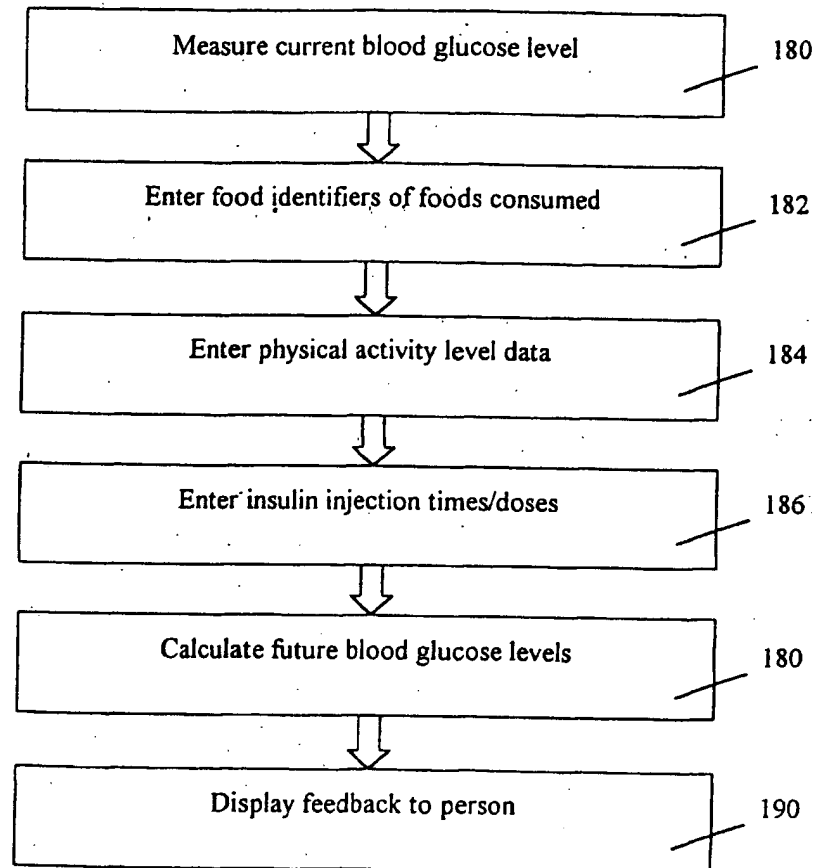 Measure current blood glucose level
180
Enter food identifiers of foods consumed
182
Enter physical activity level data
184
Enter insulin injection times/doses
186
Calculate future blood glucose levels
180
Display feedback to person
190